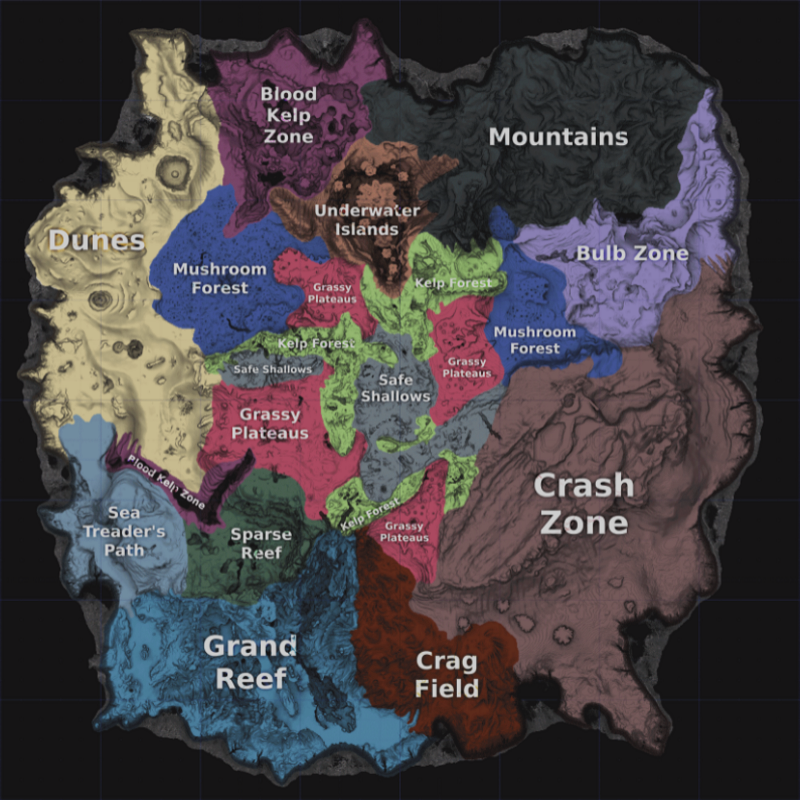 Blood
Kelp
Zone
Mountains
Underwater
Islands
Dunes
Bulb Zone
Mushroom
Forest
Kelp Forest
Grassy
Plateaus
Mushroom
Forest
Kelp Forest
Safe Shallows
Grassy
Plateaus
Safe
Shallows
Grassy
Plateaus
Blood Kelp Zone
Crash
Zone
Sea
Treader's
Path
Kelp Forest
Sparse
Reef
Grassy
Plateaus
Grand
Reef
Crag
Field